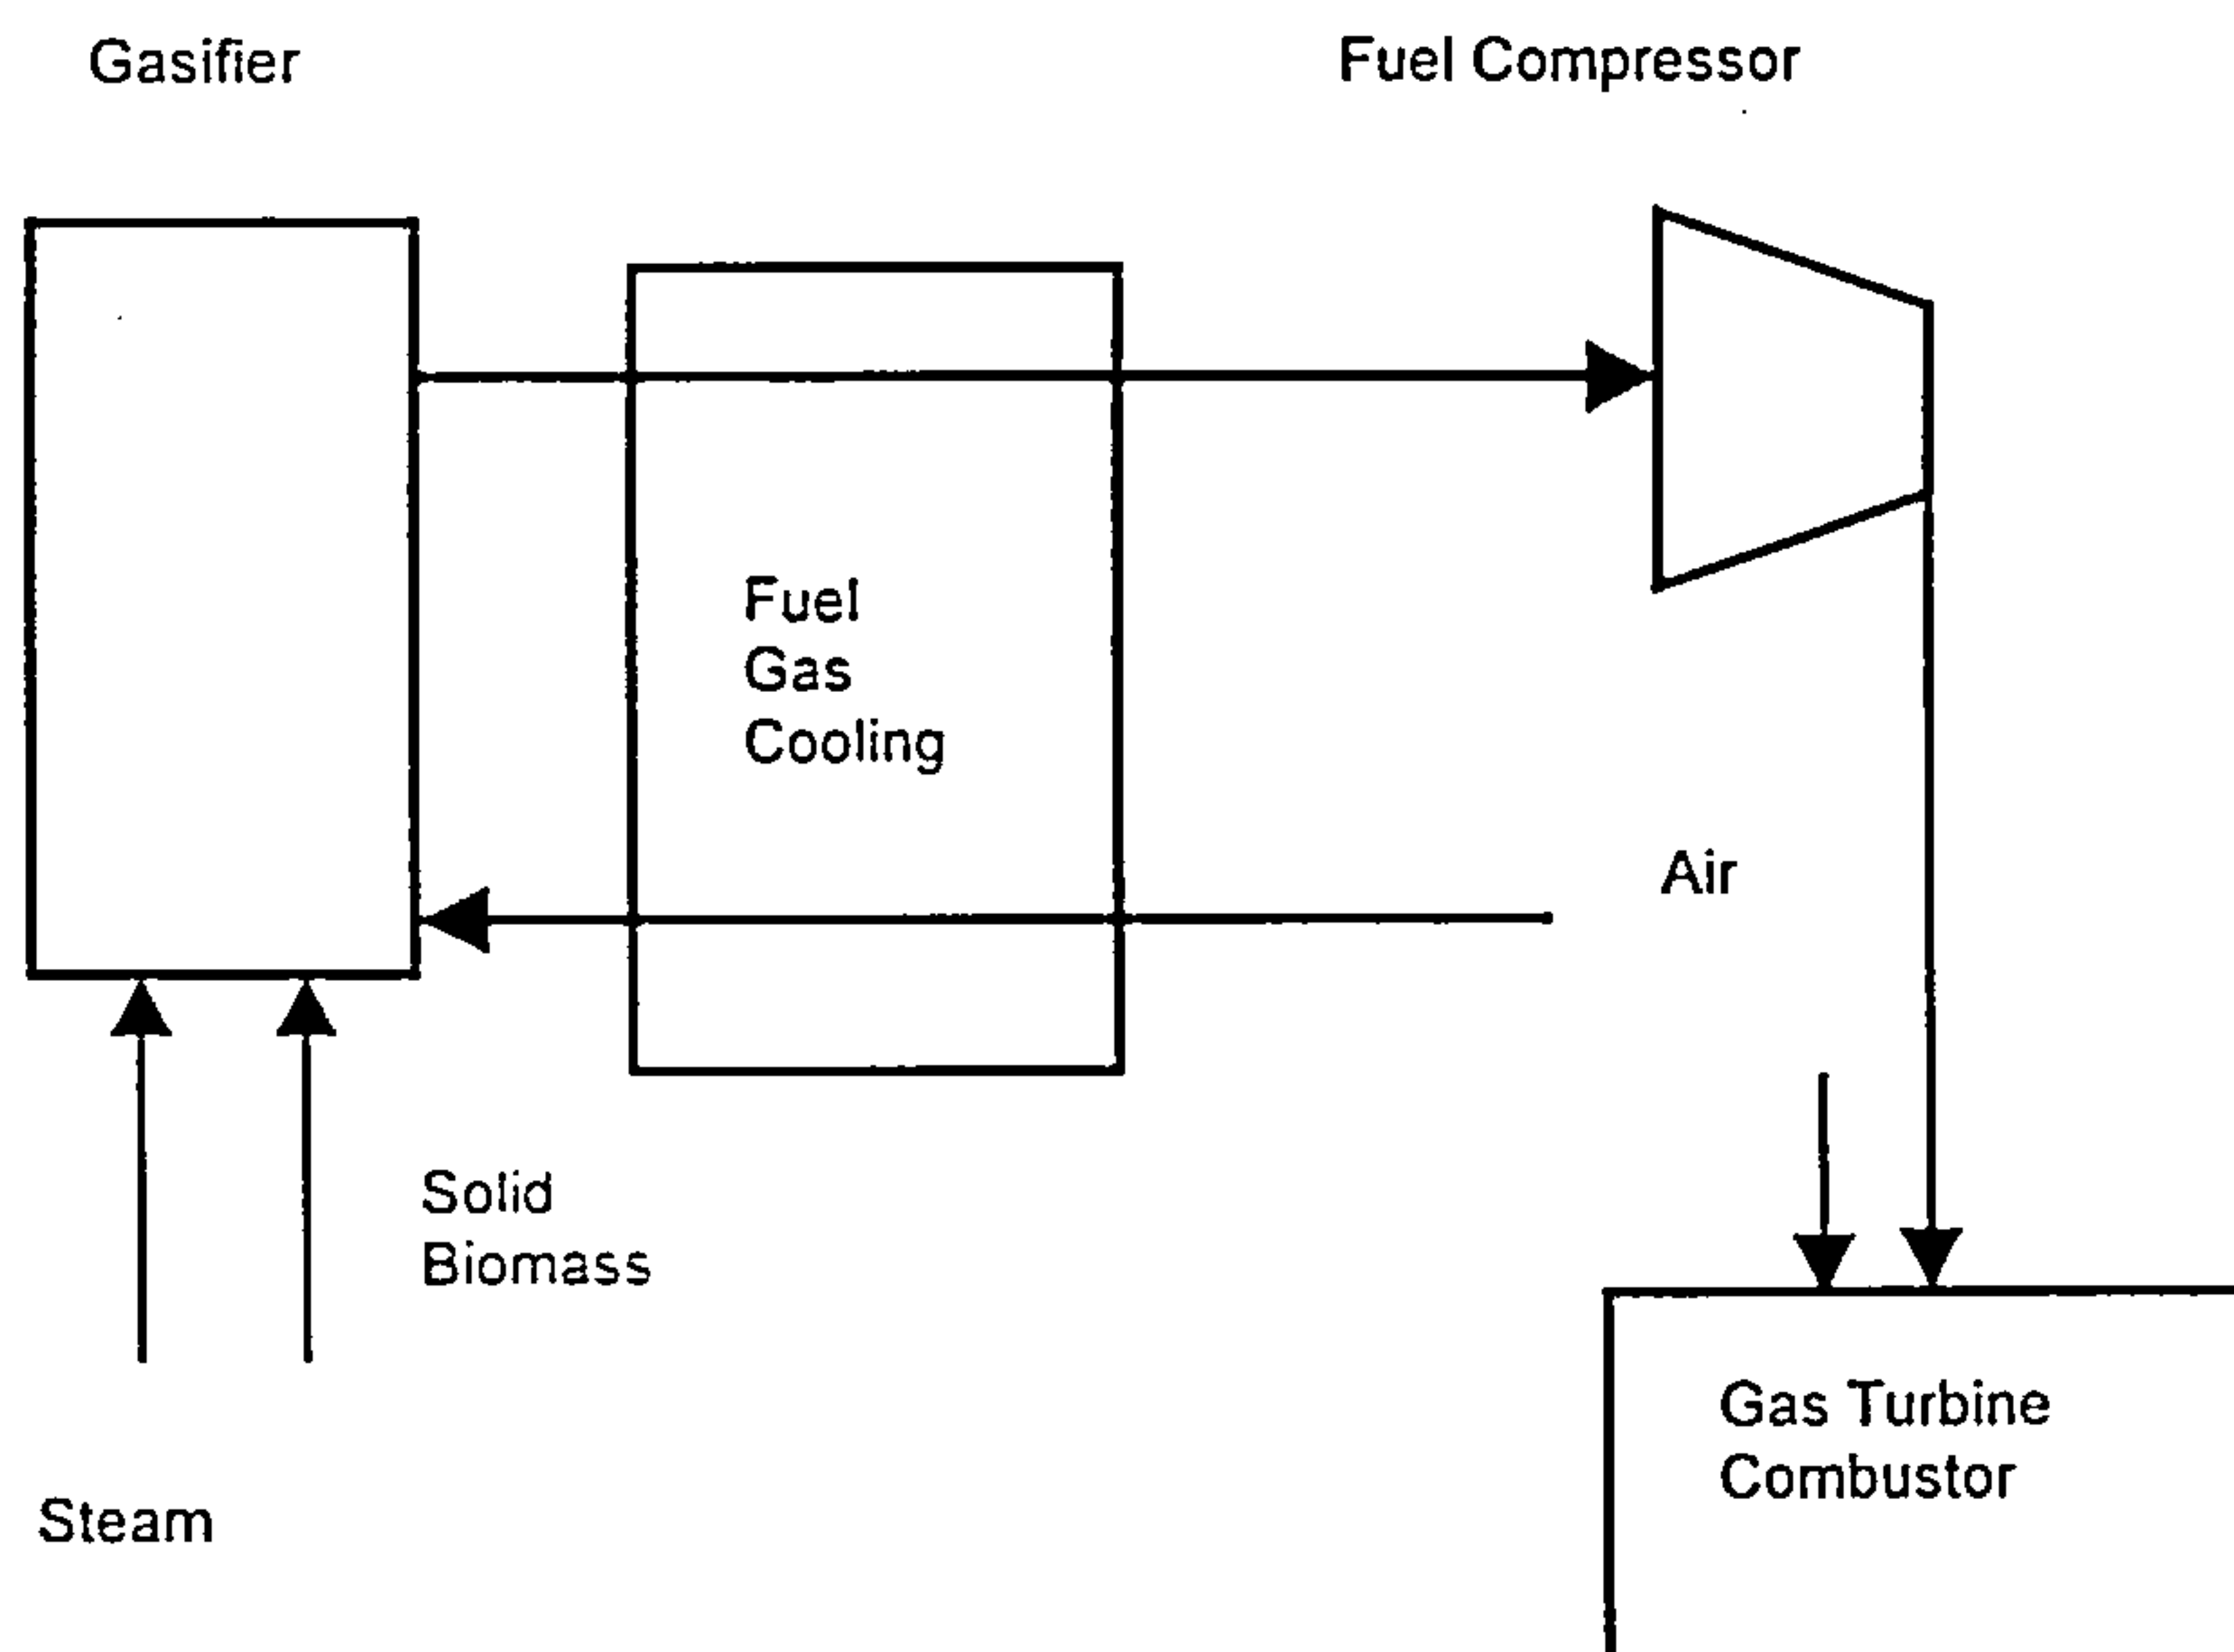 Gasifier
Fuel Compressor
Fuel
Gas
Cooling
Air
Solid
Biomass
Gas Turbine
Combustor
Steam